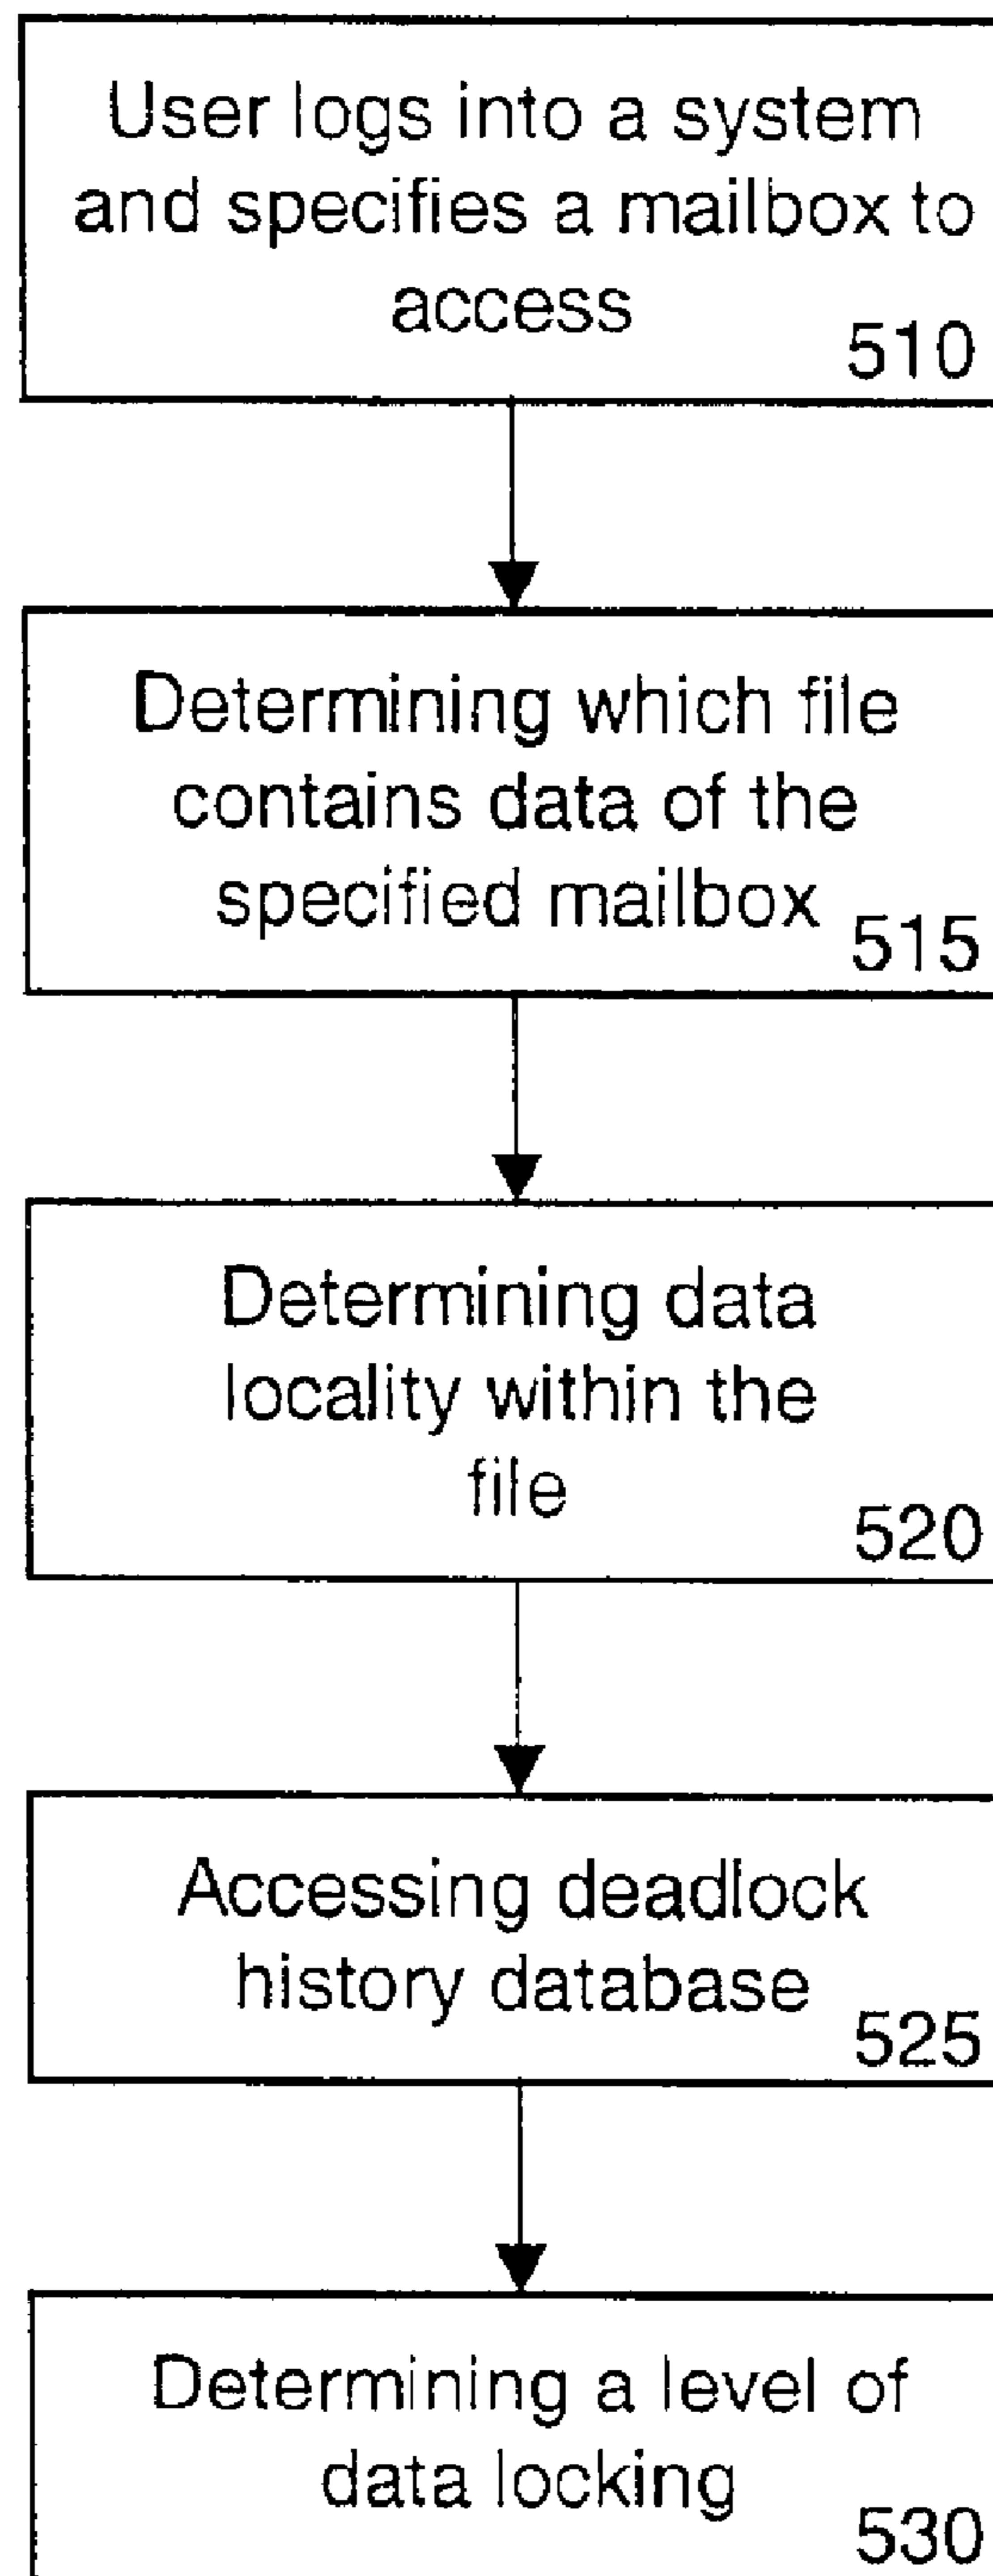 User logs into a system
and specifies a mailbox to
access
510
Determining which file
contains data of the
specified mailbox
515
Determining data
locality within the
file
520
Accessing deadlock
history database
525
Determining a level of
data locking
530